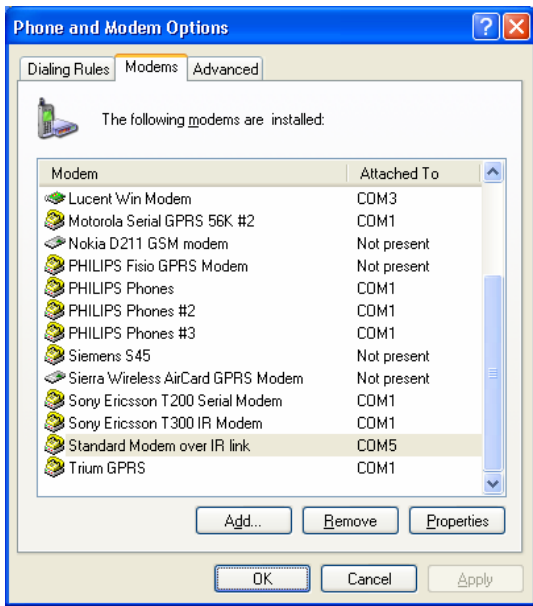 Phone and Modem Options
Dialing Rules Modems Advanced
The following modems are installed:
Modem Attached To
Lucent Win Modem COM3
Motorola Serial GPRS 56K #2 COM1
Nokia D211 GSM modem Not present
PHILIPS Fisio GPRS Modem Not present
PHILIPS Phones COM1
PHILIPS Phones #2 COM1
PHILIPS Phones #3 COM1
Siemens S45 Not present
Sierra Wireless AirCard GPRS Modem Not present
Sony Ericsson T200 Serial Modem COM1
Sony Ericsson T300 IR Modem COM1
Standard Modem over IR link COM5
Trium GPRS COM1
Add... Remove Properties
OK Cancel Apply